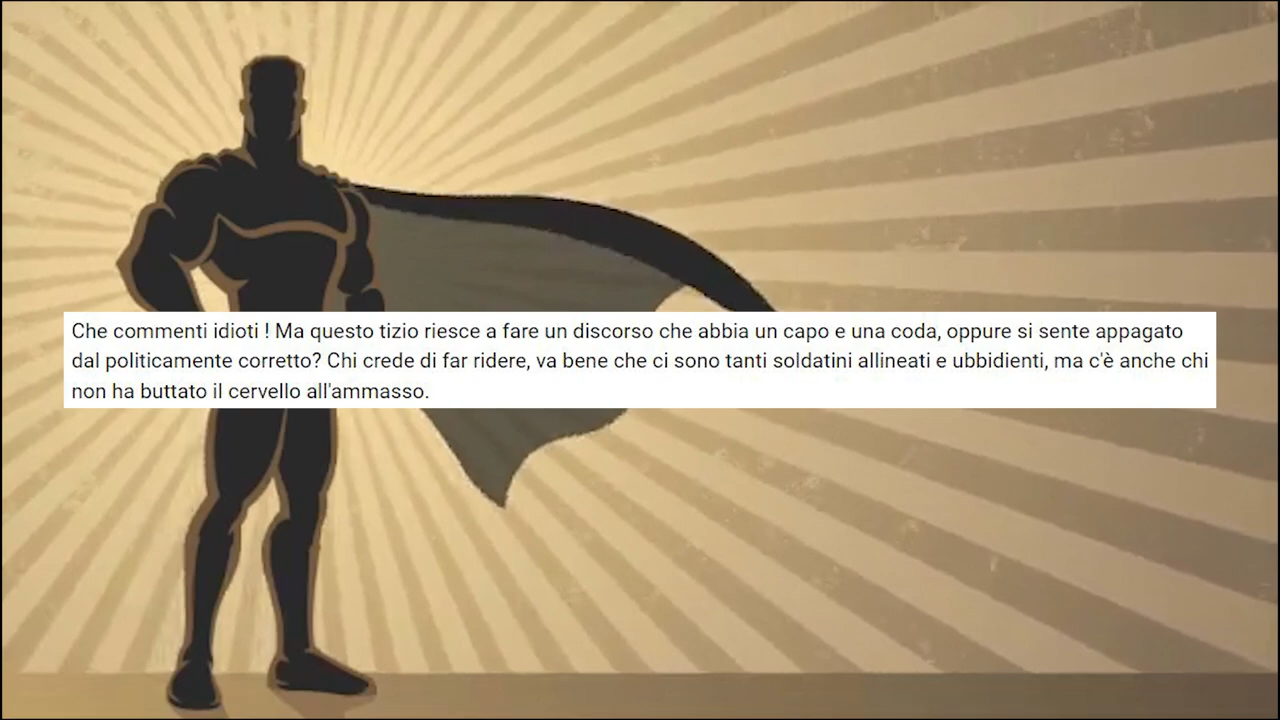 Che commenti idioti ! Ma questo tizio riesce a fare un discorso che abbia un capo e una coda, oppure si sente appagato
dal politicamente corretto? Chi crede di far ridere, va bene che ci sono tanti soldatini allineati e ubbidienti, ma c'è anche chi
non ha buttato il cervello all'ammasso.